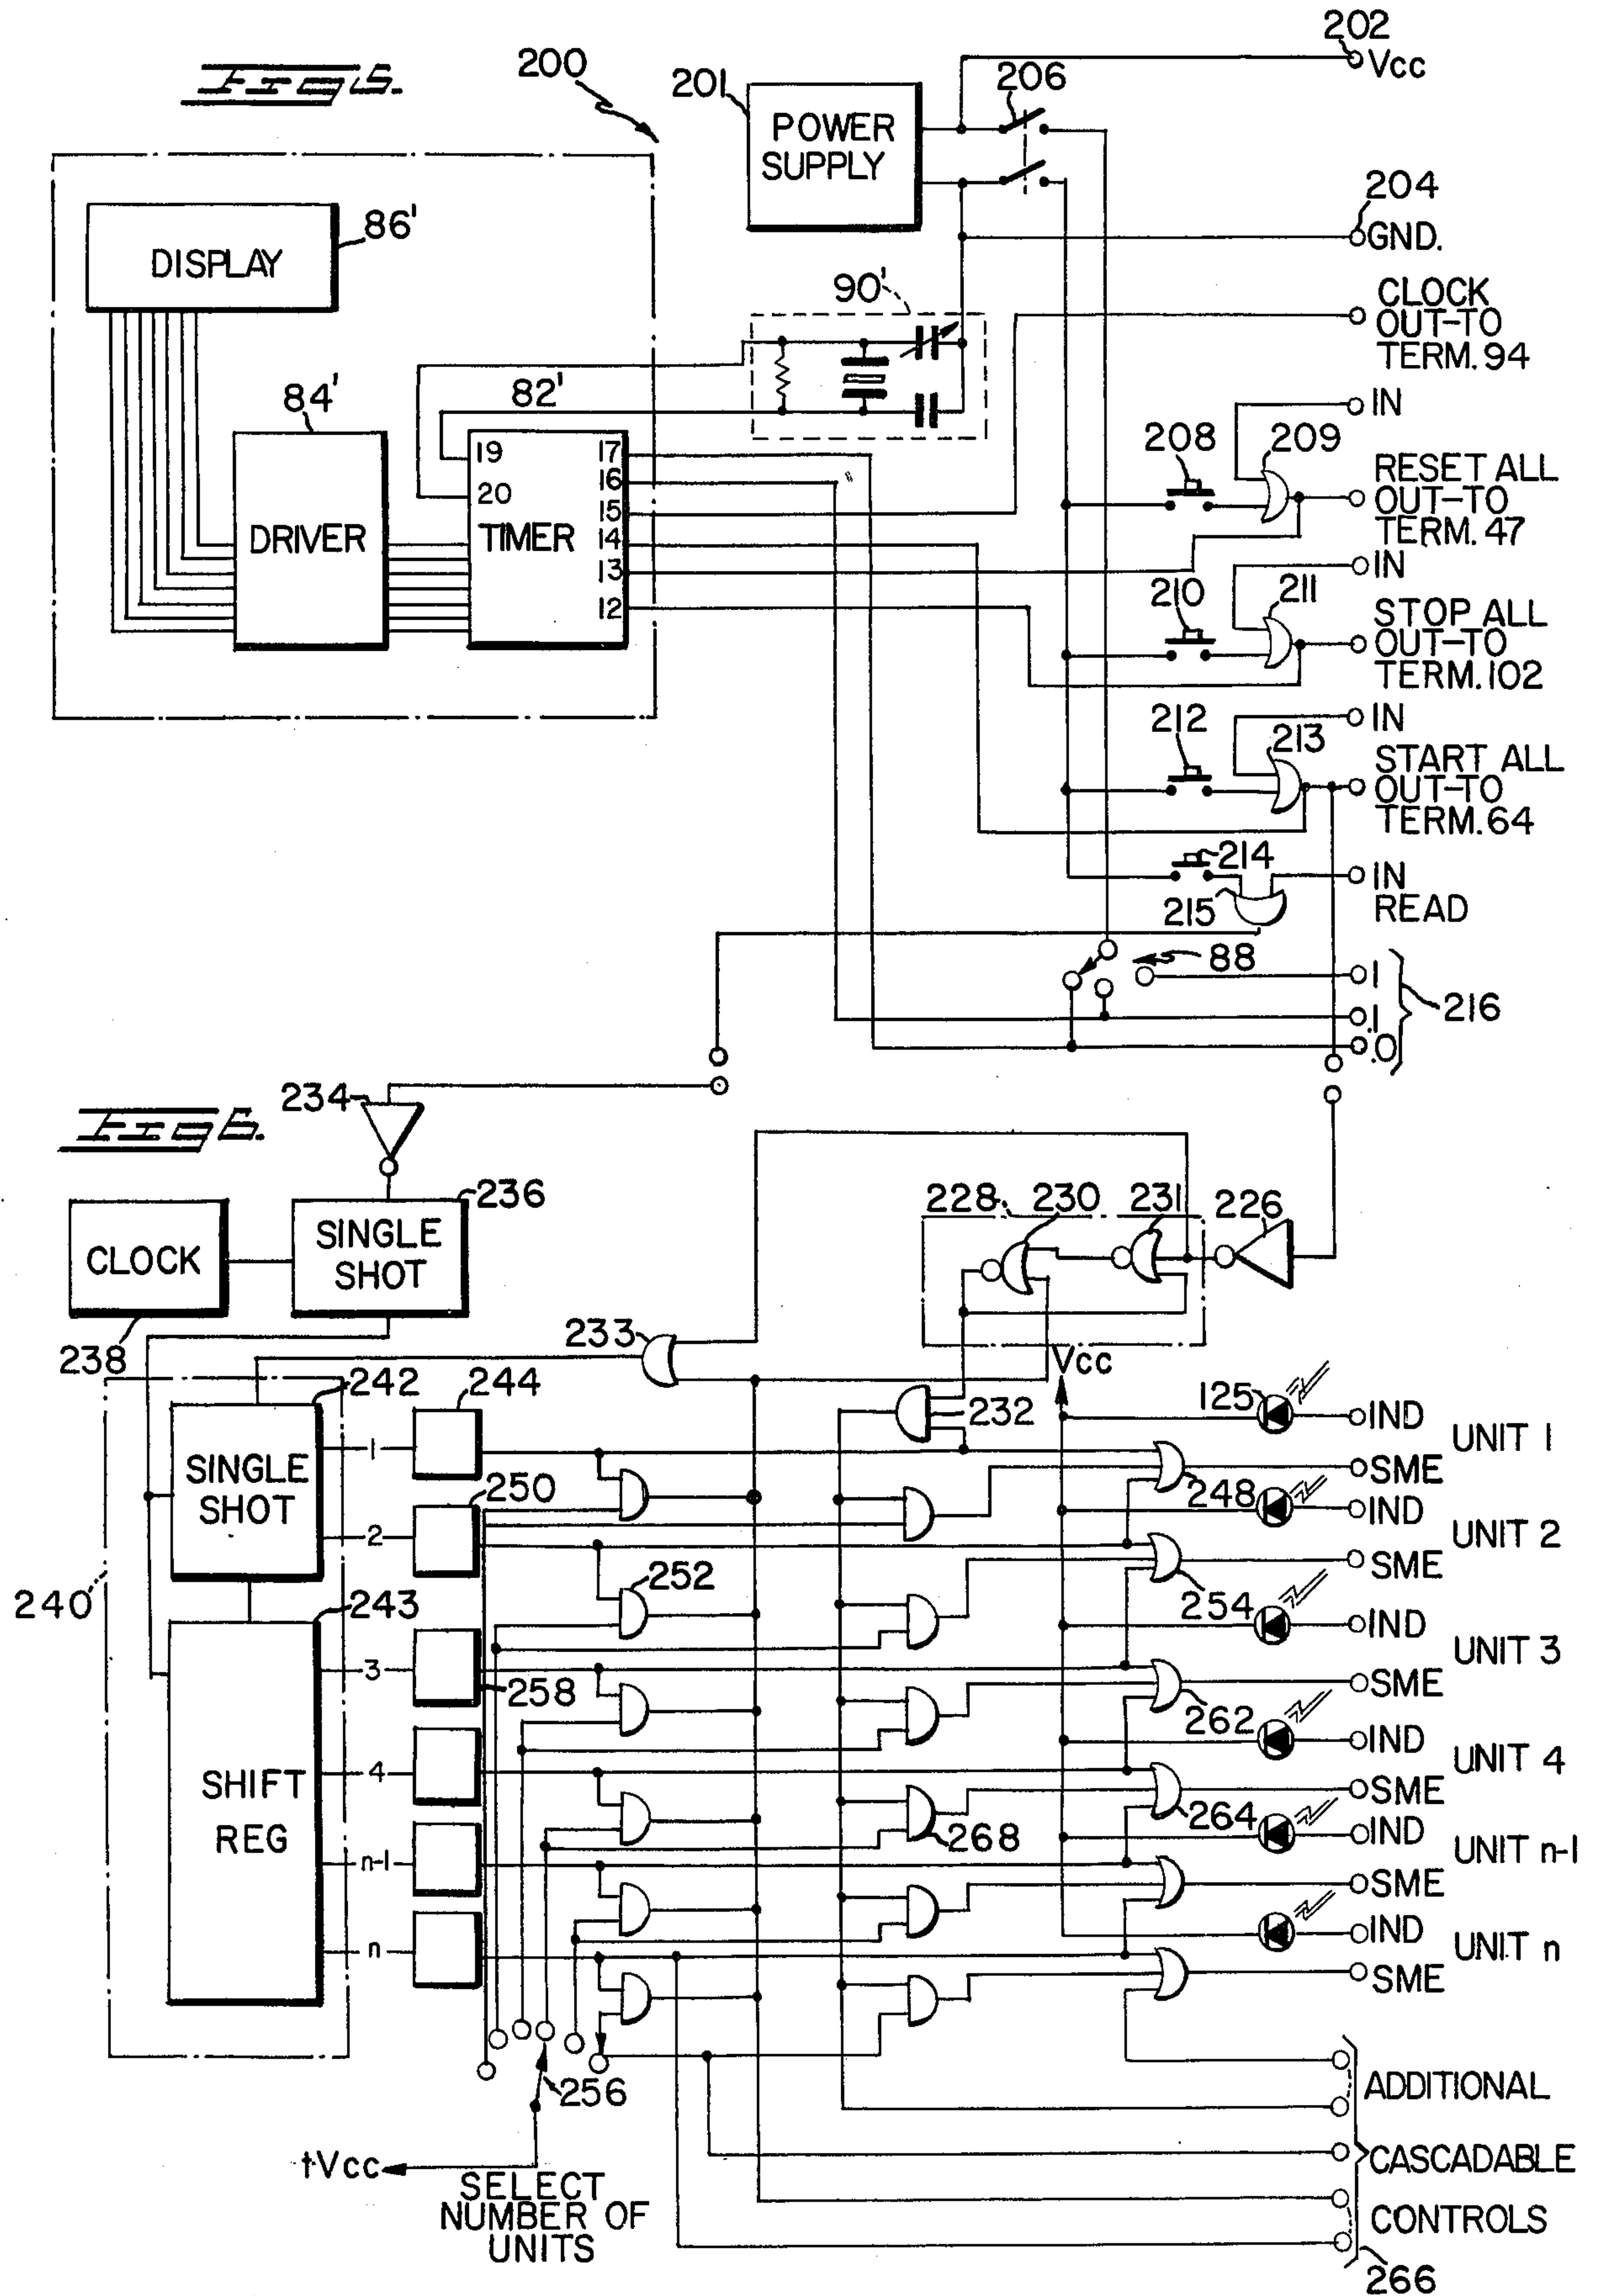 Fig 5.
200
201
POWER
SUPPLY
206
202
Vcc
204
GND.
DISPLAY
86'
90'
CLOCK
OUT-TO
TERM. 94
84'
DRIVER
82'
19
20
TIMER
17
16
15
14
13
12
IN
208
209
RESET ALL
OUT-TO
TERM. 47
IN
210
211
STOP ALL
OUT-TO
TERM. 102
IN
212
213
START ALL
OUT-TO
TERM. 64
214
215
IN
READ
88
1
.1
.0
216
Fig 6.
234
236
SINGLE
SHOT
CLOCK
238
228
230
231
226
233
Vcc
232
240
242
SINGLE
SHOT
243
SHIFT
REG
1
2
3
4
n-1
n
244
250
252
258
125
IND
UNIT 1
SME
248
IND
UNIT 2
SME
254
IND
UNIT 3
SME
262
IND
UNIT 4
SME
264
268
IND
UNIT n-1
SME
IND
UNIT n
SME
256
+Vcc
SELECT
NUMBER OF
UNITS
ADDITIONAL
CASCADABLE
CONTROLS
266